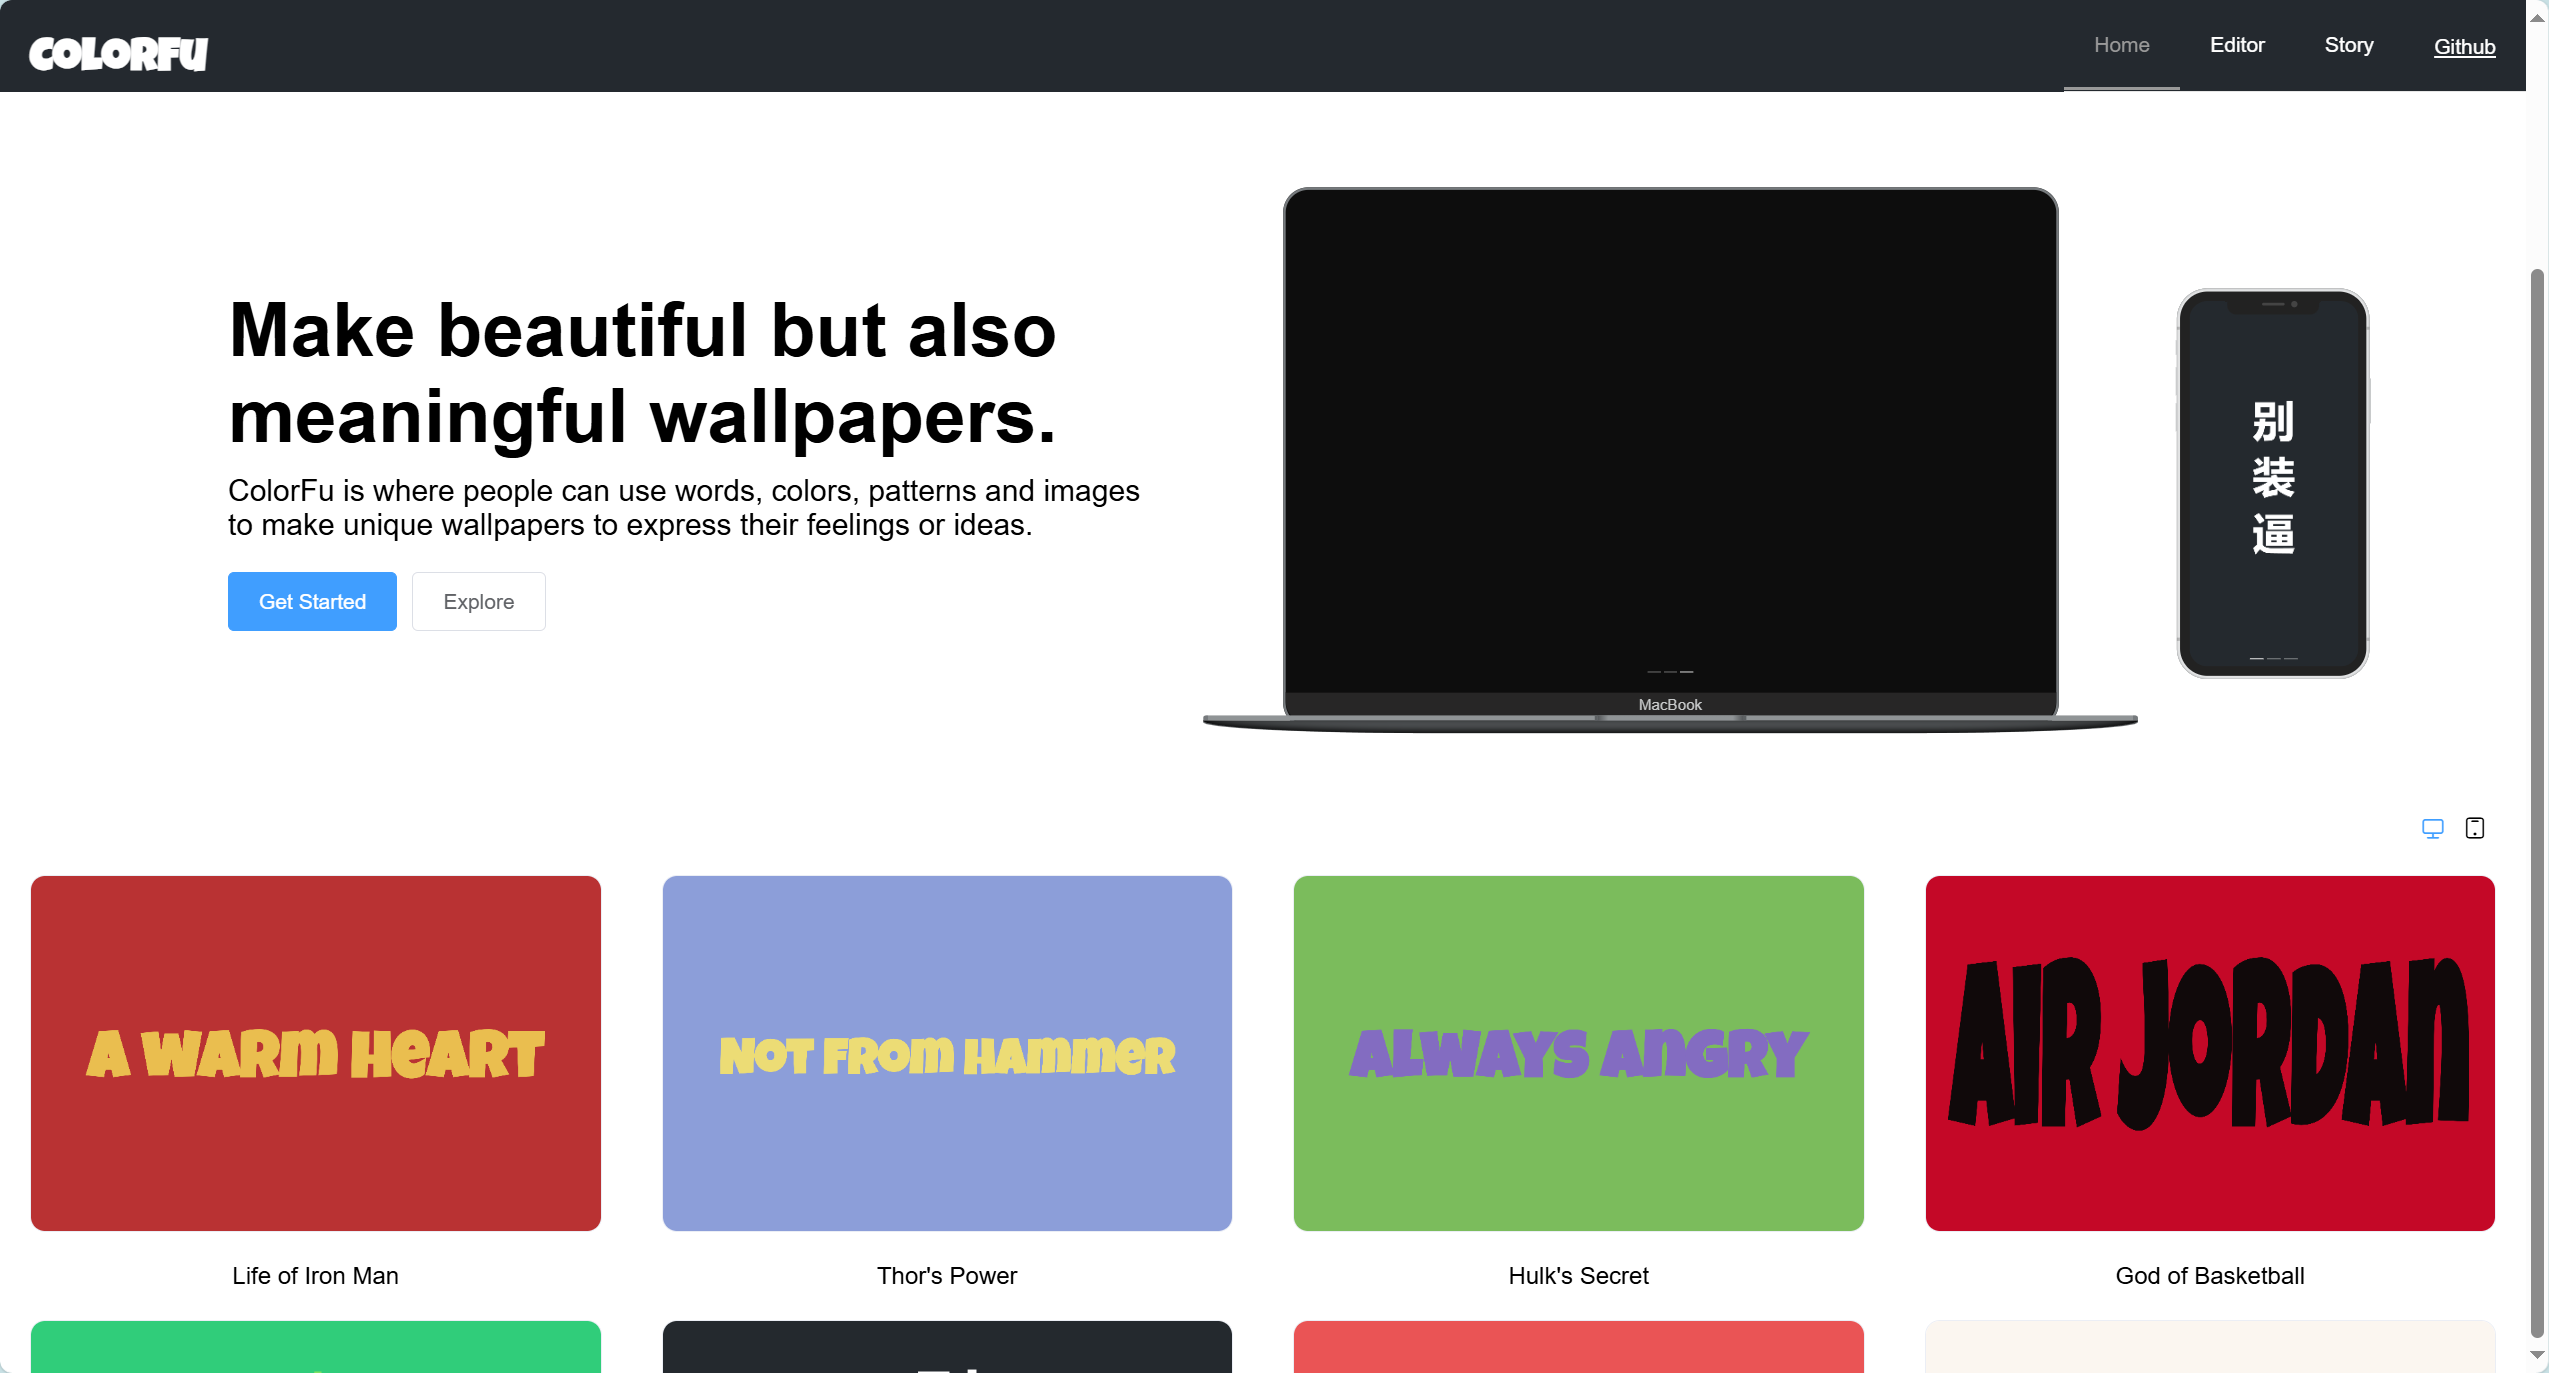 COLORFU
Home
Editor
Story
Github
Make beautiful but also
meaningful wallpapers.
ColorFu is where people can use words, colors, patterns and images
to make unique wallpapers to express their feelings or ideas.
Get Started
Explore
MacBook
别
装
逼
A WARM HEART
NOT FROM HAMMER
ALWAYS ANGRY
AIR JORDAN
Life of Iron Man
Thor's Power
Hulk's Secret
God of Basketball